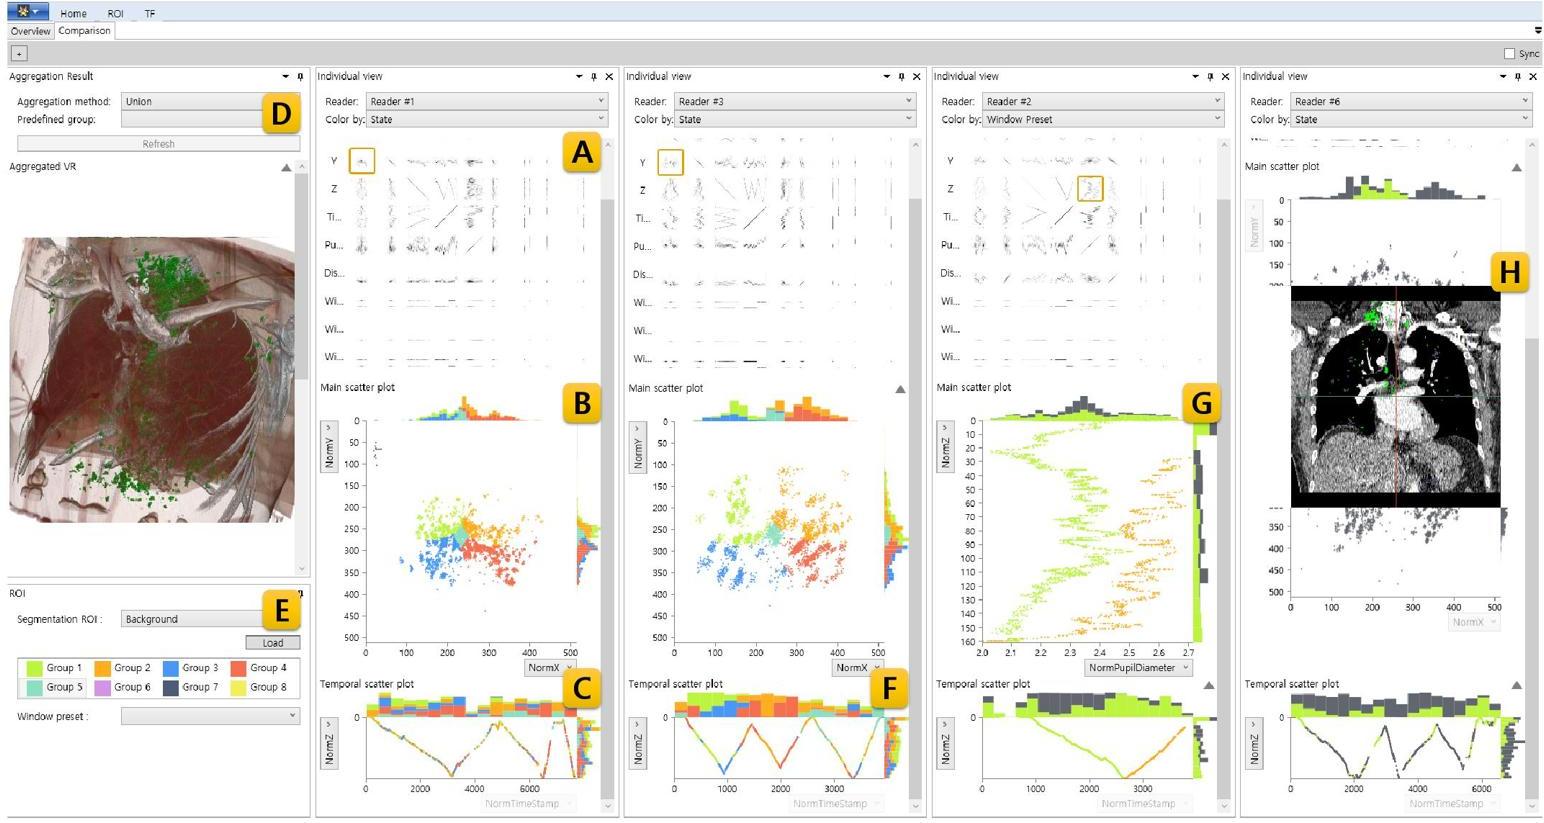 Home ROI TF
Overview Comparison
+
Sync
Aggregation Result
Aggregation method: Union
Predefined group:
D
Refresh
Aggregated VR
ROI
E
Segmentation ROI : Background
Load
Group 1 Group 2 Group 3 Group 4
Group 5 Group 6 Group 7 Group 8
Window preset :
Individual view
Reader: Reader #1
Color by: State
A
Y
Z
Ti...
Pu...
Dis...
Wi...
Wi...
Wi...
Main scatter plot
B
NormY
0
50
100
250
300
350
400
450
500
0 100 200 300 400 500
NormX
C
Temporal scatter plot
0
NormZ
2000 4000 6000
NormTimeStamp
Individual view
Reader: Reader #3
Color by: State
Y
Z
Ti...
Pu...
Dis...
Wi...
Wi...
Wi...
Main scatter plot
NormY
0
50
100
150
200
250
300
350
400
450
500
0 100 200 300 400 500
NormX
F
Temporal scatter plot
0
NormZ
1000 2000 3000
NormTimeStamp
Individual view
Reader: Reader #2
Color by: Window Preset
Y
Z
Ti...
Pu...
Dis...
Wi...
Wi...
Wi...
Main scatter plot
G
NormZ
0
10
20
30
40
50
60
70
80
90
100
110
120
130
140
150
160
2.0 2.1 2.2 2.3 2.4 2.5 2.6 2.7
NormPupilDiameter
Temporal scatter plot
0
NormZ
0 1000 2000 3000
NormTimeStamp
Individual view
Reader: Reader #6
Color by: State
Main scatter plot
NormY
0
50
100
150
H
350
400
450
500
0 100 200 300 400 500
NormX
Temporal scatter plot
0
NormZ
0 2000 4000 6000
NormTimeStamp